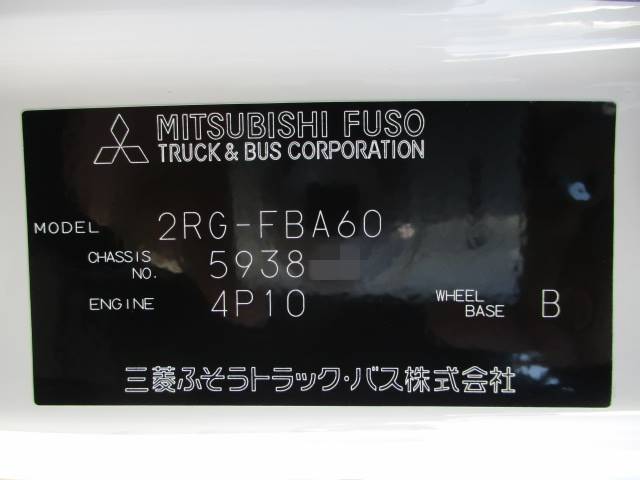 MITSUBISHI FUSO
TRUCK & BUS CORPORATION
MODEL 2RG-FBA60
CHASSIS NO. 5938
ENGINE 4P10 WHEEL BASE B
三菱ふそうトラック・バス株式会社